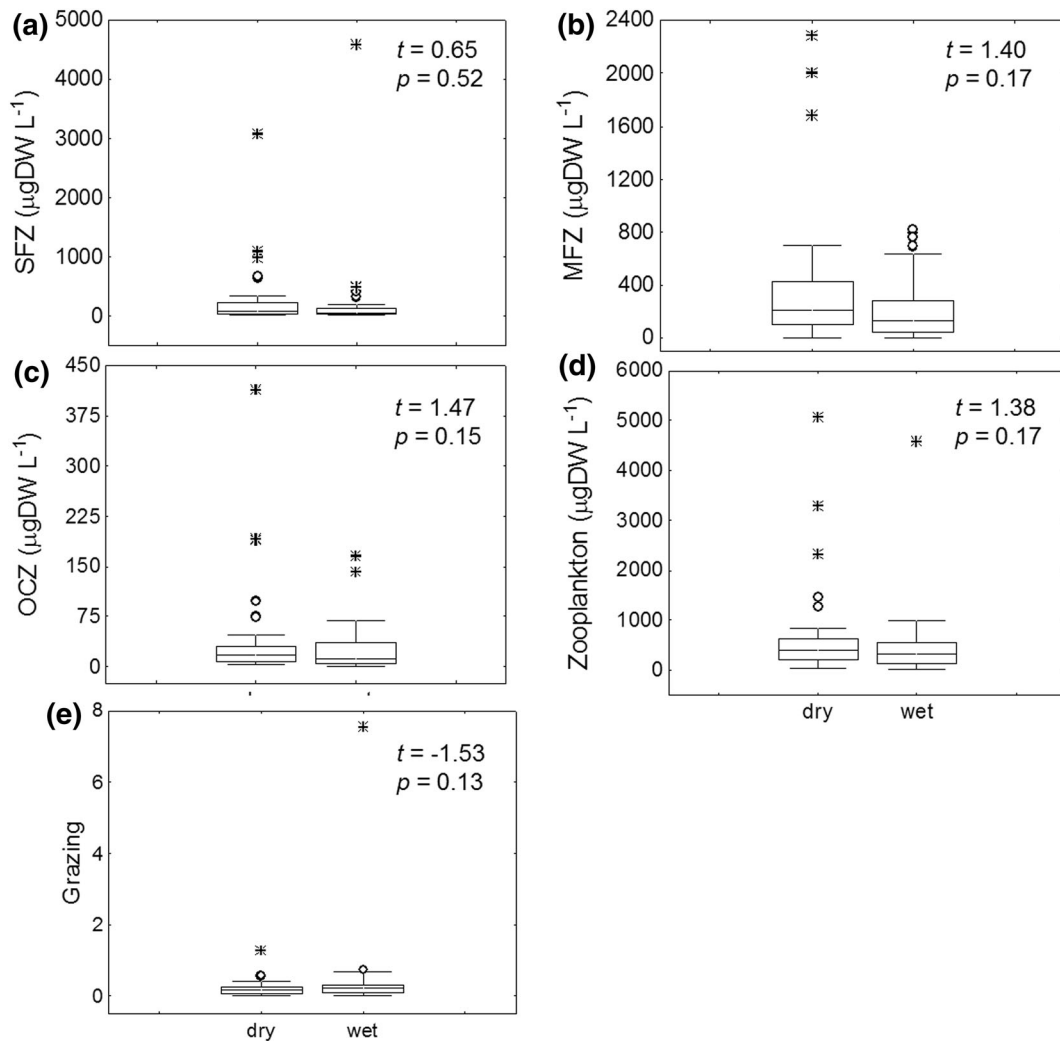 (a)
5000
4000
3000
2000
1000
0
SFZ (µgDW L⁻¹)
t = 0.65
p = 0.52
(b)
2400
2000
1600
1200
800
400
0
MFZ (µgDW L⁻¹)
t = 1.40
p = 0.17
(c)
450
375
300
225
150
75
0
OCZ (µgDW L⁻¹)
t = 1.47
p = 0.15
(d)
6000
5000
4000
3000
2000
1000
0
Zooplankton (µgDW L⁻¹)
t = 1.38
p = 0.17
dry wet
(e)
8
6
4
2
0
Grazing
t = -1.53
p = 0.13
dry wet